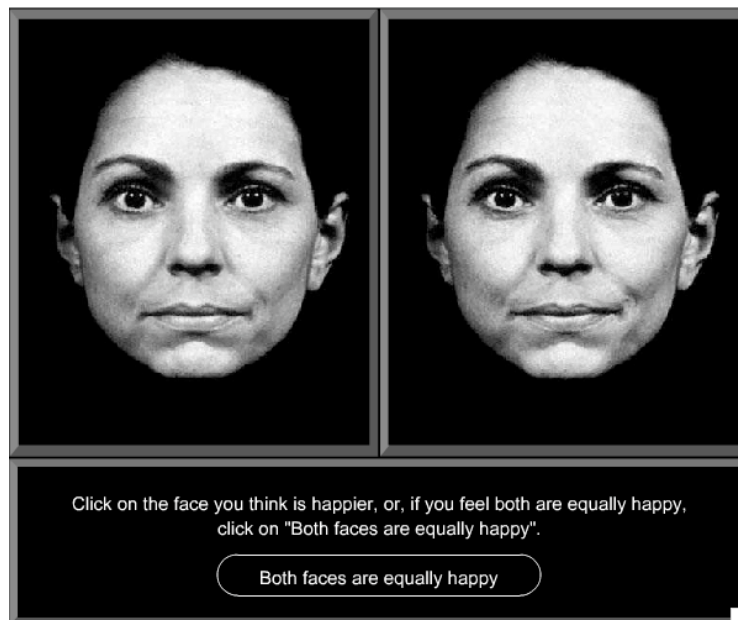 Click on the face you think is happier, or, if you feel both are equally happy,
click on "Both faces are equally happy".
Both faces are equally happy